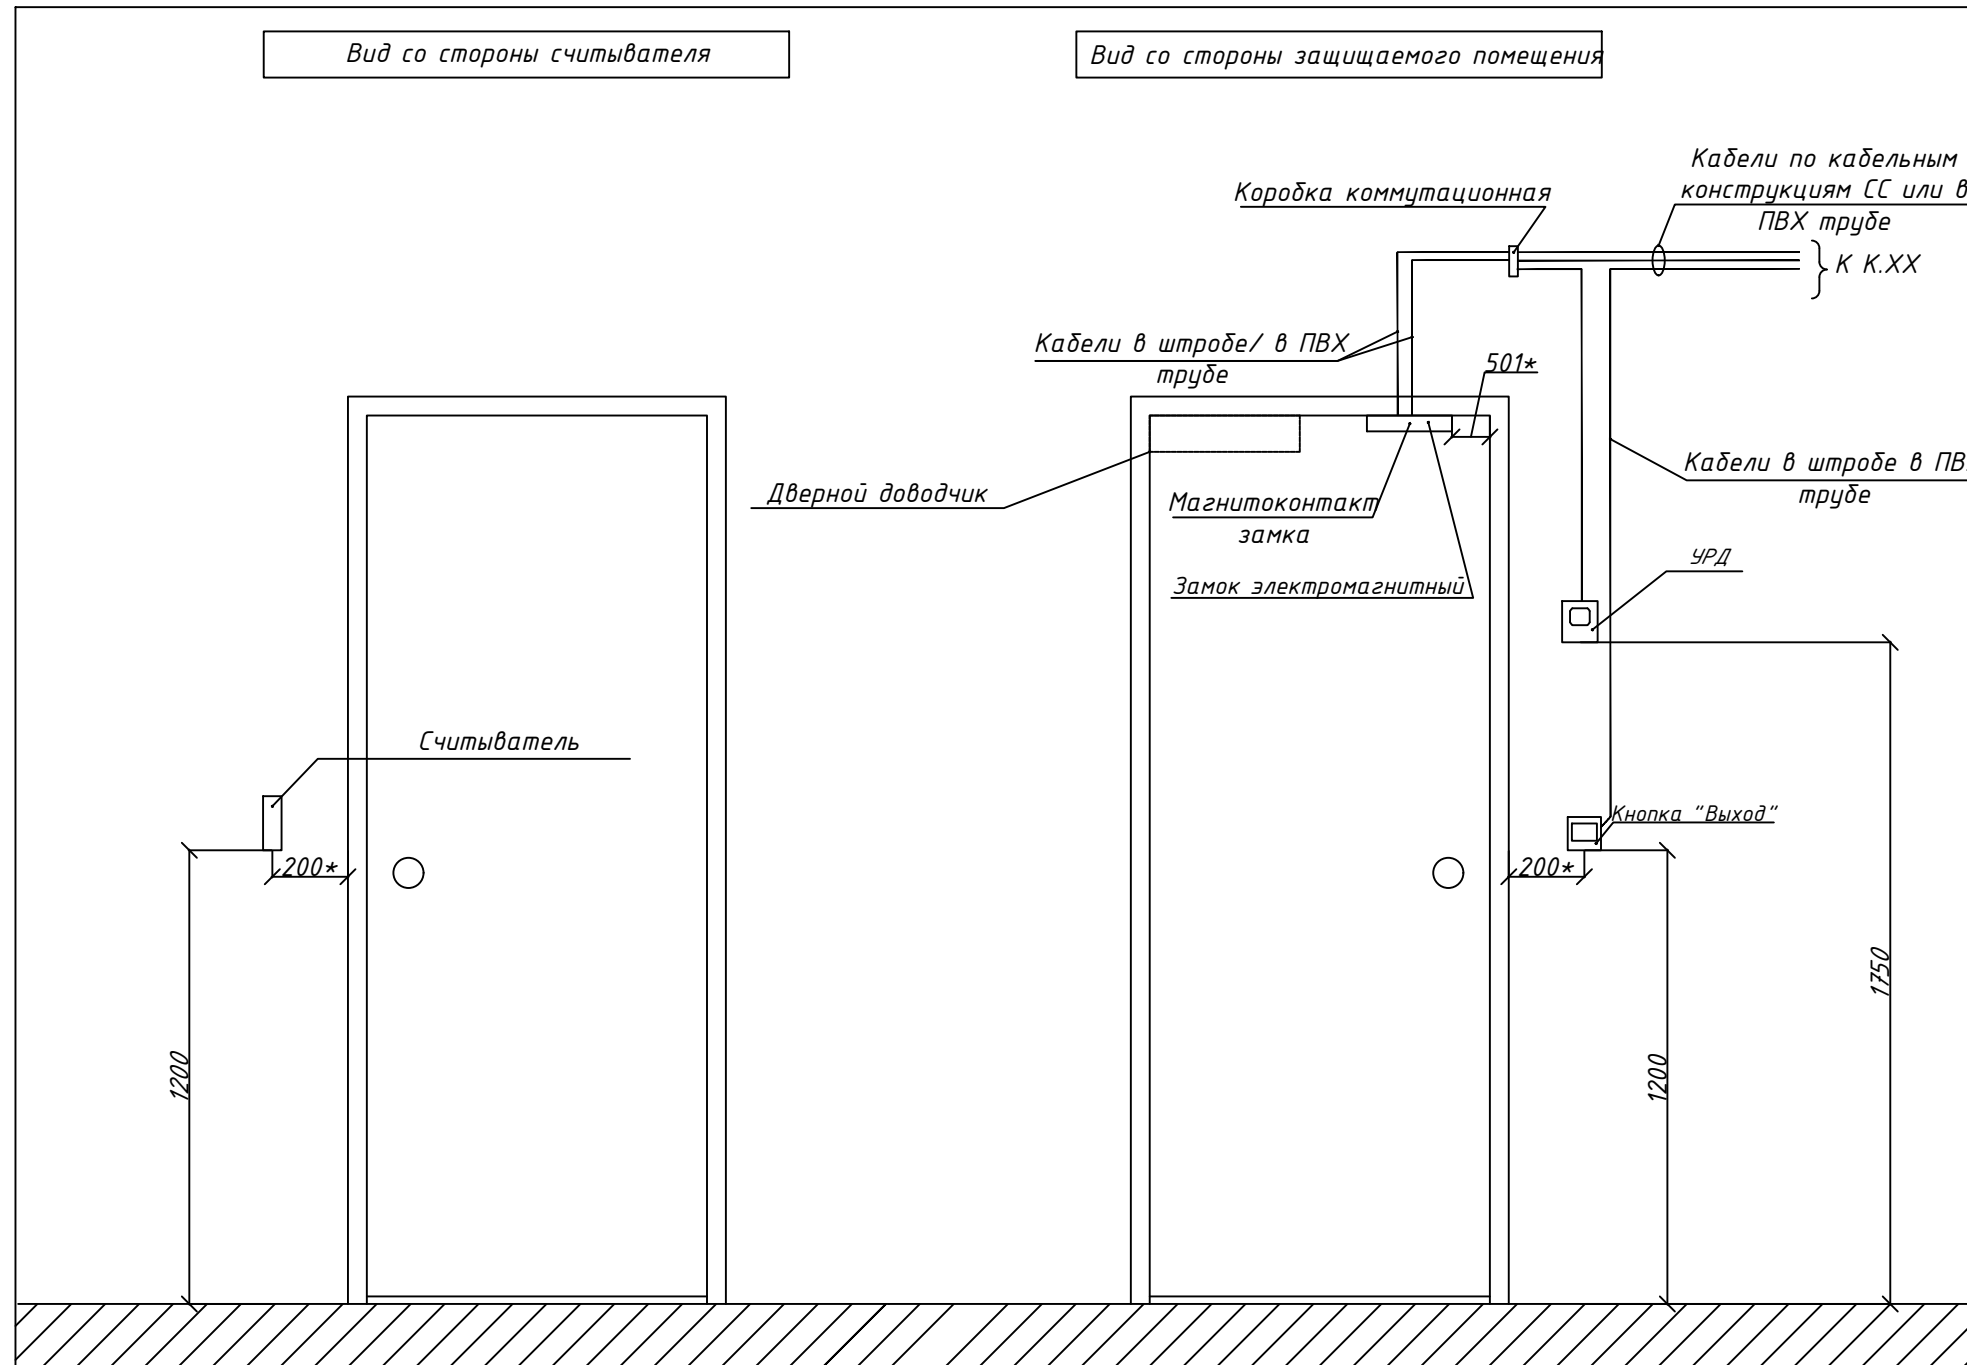 Вид со стороны считывателя
Вид со стороны защищаемого помещения
Кабели по кабельным
конструкциям СС или в
ПВХ трубе
Коробка коммутационная
К К.ХХ
Кабели в штробе/ в ПВХ
трубе
501*
Дверной доводчик
Магнитоконтакт
замка
Замок электромагнитный
Кабели в штробе в ПВ
трубе
УРД
Считыватель
Кнопка "Выход"
200*
200*
1750
1200
1200